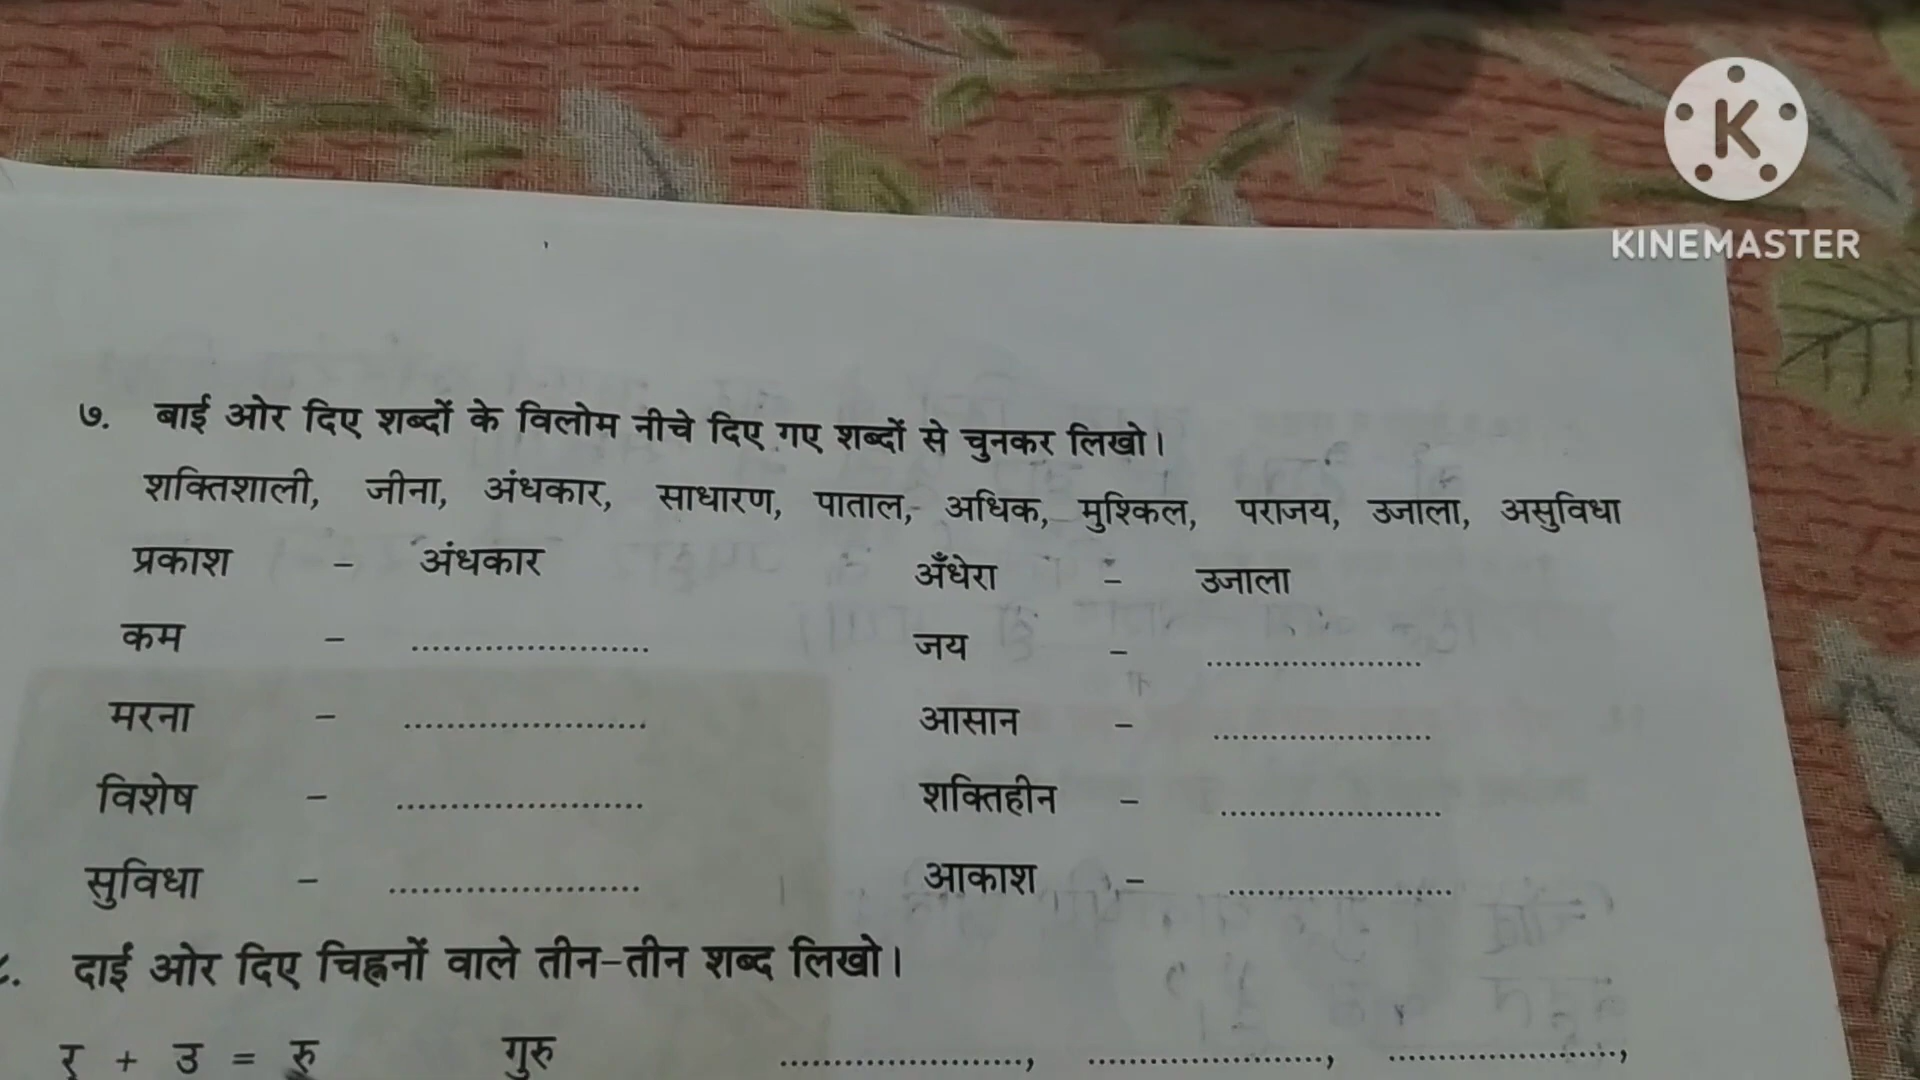 K
KINEMASTER
७. बाई ओर दिए शब्दों के विलोम नीचे दिए गए शब्दों से चुनकर लिखो।
शक्तिशाली, जीना, अंधकार, साधारण, पाताल, अधिक, मुश्किल, पराजय, उजाला, असुविधा
प्रकाश – अंधकार अँधेरा – उजाला
कम – ...................... जय – ......................
मरना – ...................... आसान – ......................
विशेष – ...................... शक्तिहीन – ......................
सुविधा – ...................... आकाश – ......................
दाई ओर दिए चिह्ननों वाले तीन-तीन शब्द लिखो।
र् + उ = रु गुरु ......................, ......................, ......................,